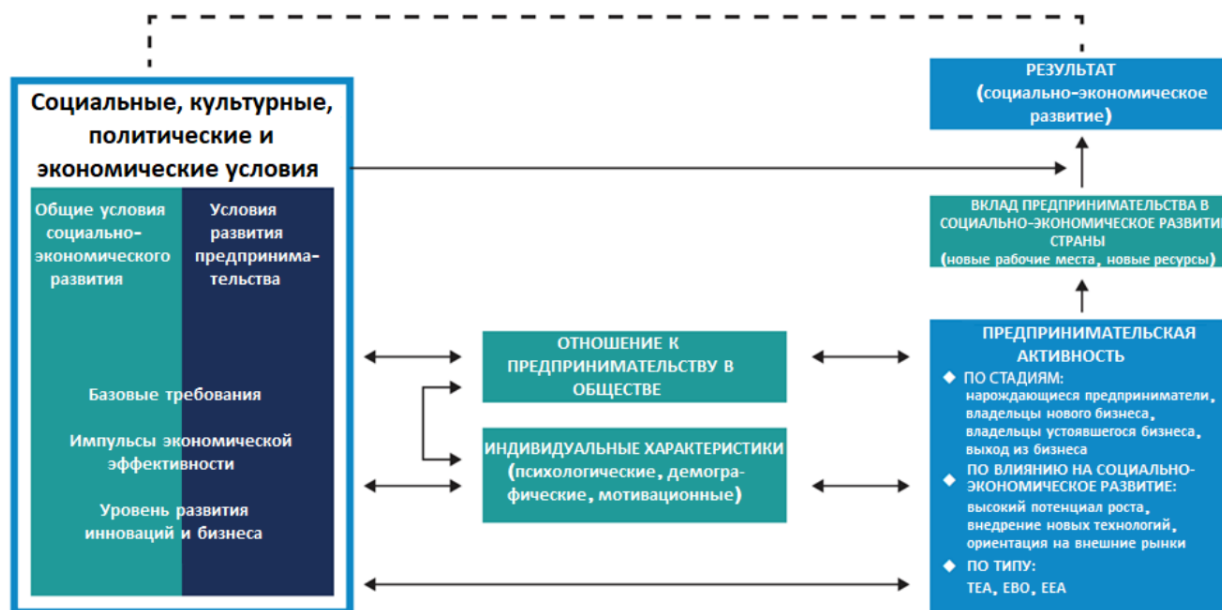 Социальные, культурные,
политические и
экономические условия
Общие условия
социально-
экономического
развития
Условия
развития
предпринима-
тельства
Базовые требования
Импульсы экономической
эффективности
Уровень развития
инноваций и бизнеса
ОТНОШЕНИЕ К
ПРЕДПРИНИМАТЕЛЬСТВУ В
ОБЩЕСТВЕ
ИНДИВИДУАЛЬНЫЕ ХАРАКТЕРИСТИКИ
(психологические, демогра-
фические, мотивационные)
РЕЗУЛЬТАТ
(социально-экономическое
развитие)
ВКЛАД ПРЕДПРИНИМАТЕЛЬСТВА В
СОЦИАЛЬНО-ЭКОНОМИЧЕСКОЕ РАЗВИТИЕ
СТРАНЫ
(новые рабочие места, новые ресурсы)
ПРЕДПРИНИМАТЕЛЬСКАЯ
АКТИВНОСТЬ
ПО СТАДИЯМ:
нарождающиеся предприниматели,
владельцы нового бизнеса,
владельцы устоявшегося бизнеса,
выход из бизнеса
ПО ВЛИЯНИЮ НА СОЦИАЛЬНО-
ЭКОНОМИЧЕСКОЕ РАЗВИТИЕ:
высокий потенциал роста,
внедрение новых технологий,
ориентация на внешние рынки
ПО ТИПУ:
TEA, EBO, EEA